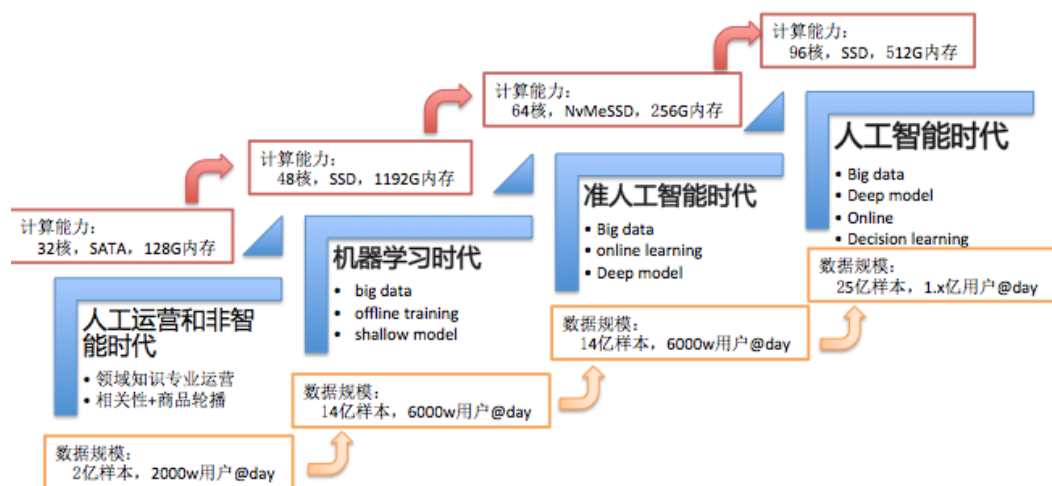 计算能力：
96核，SSD，512G内存
计算能力：
64核，NvMeSSD，256G内存
计算能力：
48核，SSD，1192G内存
计算能力：
32核，SATA，128G内存
人工运营和非智
能时代
• 领域知识专业运营
• 相关性+商品轮播
机器学习时代
• big data
• offline training
• shallow model
准人工智能时代
• Big data
• online learning
• Deep model
人工智能时代
• Big data
• Deep model
• Online
• Decision learning
数据规模：
25亿样本，1.x亿用户@day
数据规模：
14亿样本，6000w用户@day
数据规模：
14亿样本，6000w用户@day
数据规模：
2亿样本，2000w用户@day